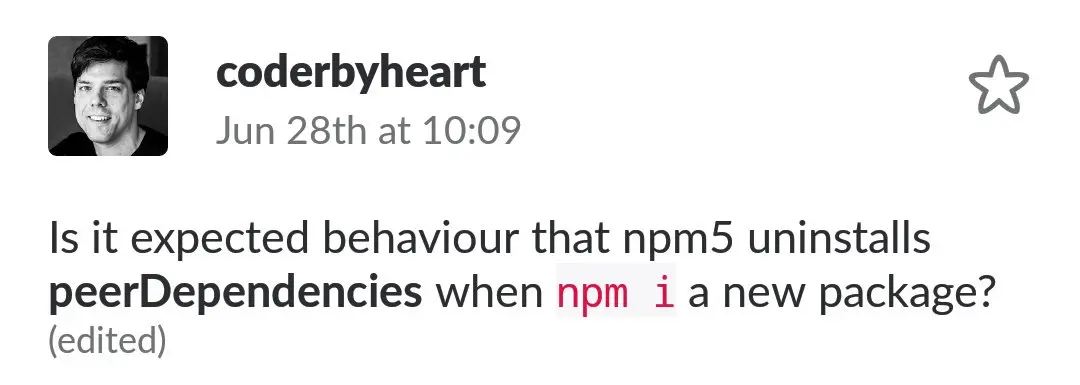 coderbyheart
Jun 28th at 10:09
Is it expected behaviour that npm5 uninstalls
peerDependencies when npm i a new package?
(edited)